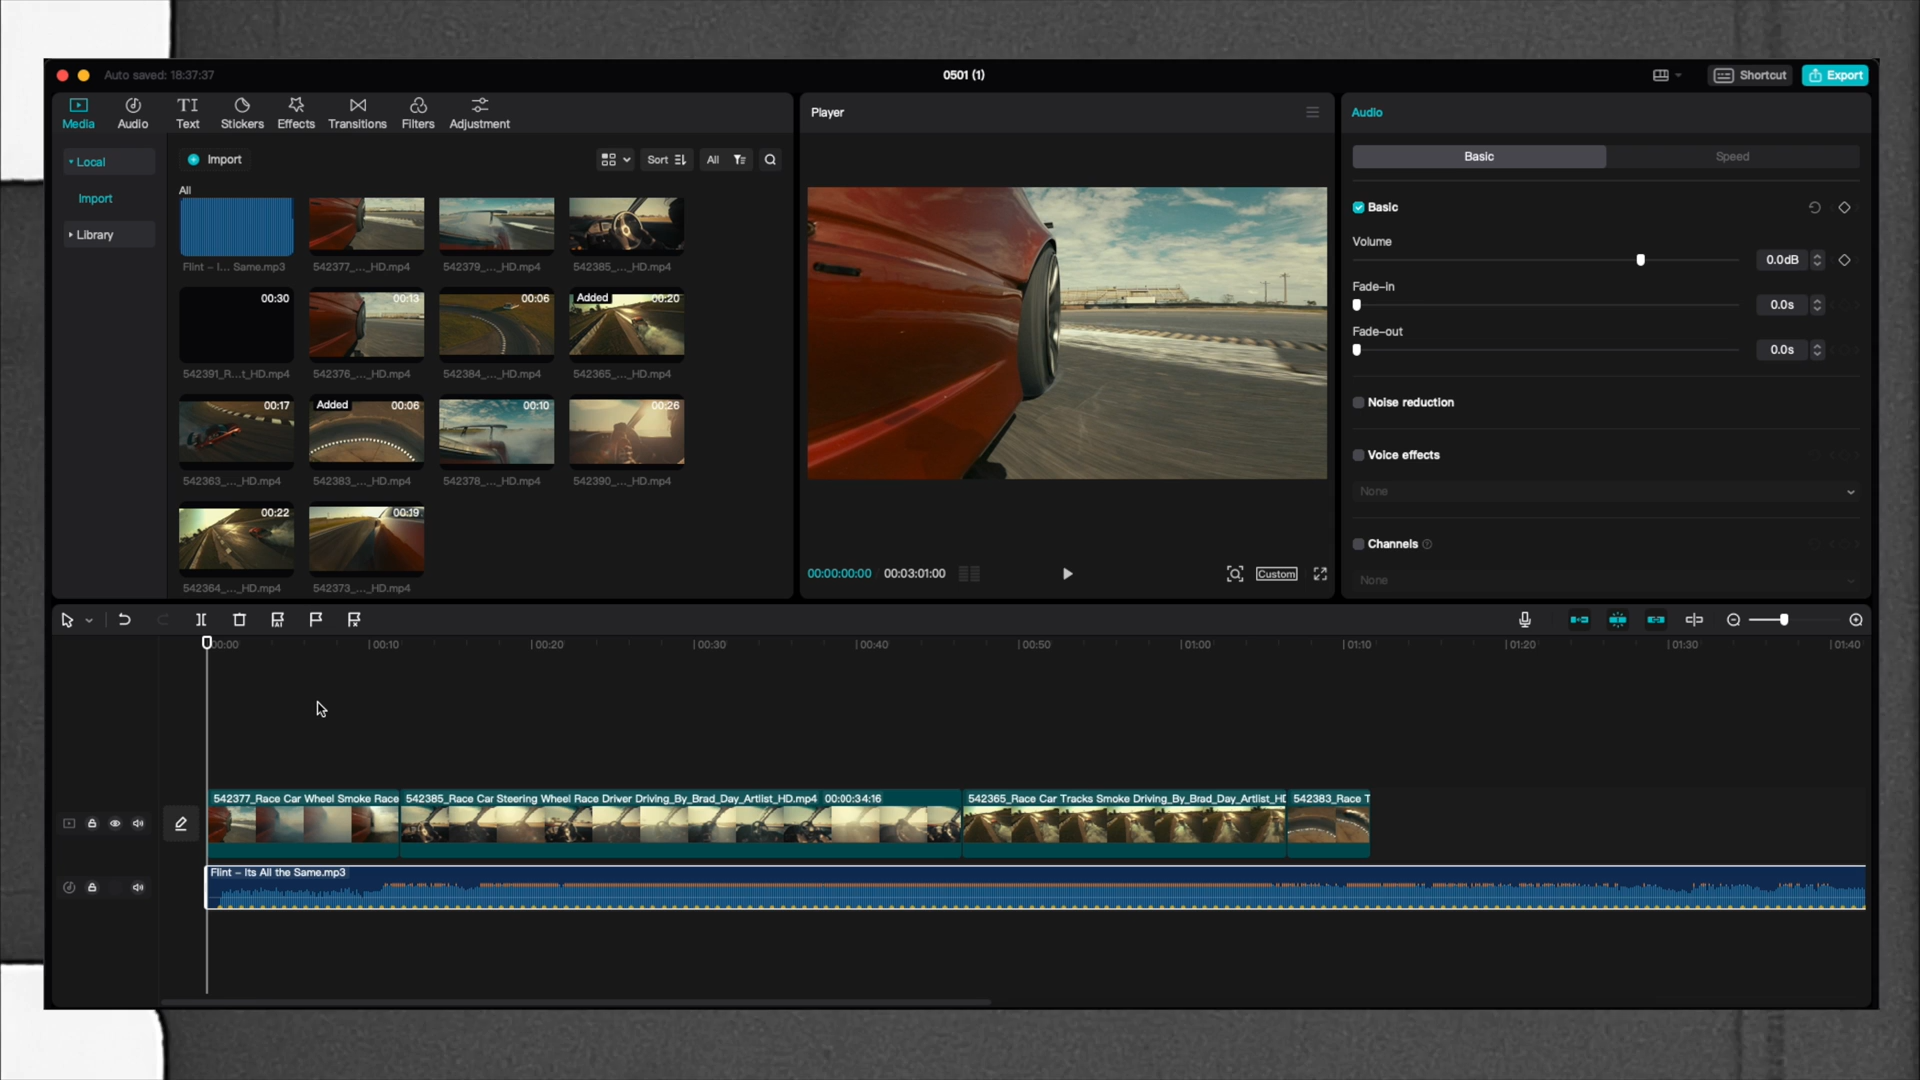 Auto saved: 18:37:37
0501 (1)
Shortcut
Export
Media
Audio
Text
Stickers
Effects
Transitions
Filters
Adjustment
Local
Import
Library
Import
Sort
All
All
Flint – I... Same.mp3
542377_..._HD.mp4
542379_..._HD.mp4
542385_..._HD.mp4
00:30
00:13
00:06
Added
00:20
542391_R...t_HD.mp4
542376_..._HD.mp4
542384_..._HD.mp4
542365_..._HD.mp4
00:17
Added
00:06
00:10
00:26
542363_..._HD.mp4
542383_..._HD.mp4
542378_..._HD.mp4
542390_..._HD.mp4
00:22
00:19
542364_..._HD.mp4
542373_..._HD.mp4
Player
00:00:00:00
00:03:01:00
Custom
Audio
Basic
Speed
Basic
Volume
0.0dB
Fade-in
0.0s
Fade-out
0.0s
Noise reduction
Voice effects
None
Channels
None
00:00
00:10
00:20
00:30
00:40
00:50
01:00
01:10
01:20
01:30
01:40
542377_Race Car Wheel Smoke Race
542385_Race Car Steering Wheel Race Driver Driving_By_Brad_Day_Artlist_HD.mp4 00:00:34:16
542365_Race Car Tracks Smoke Driving_By_Brad_Day_Artlist_HD
542383_Race T
Flint – Its All the Same.mp3